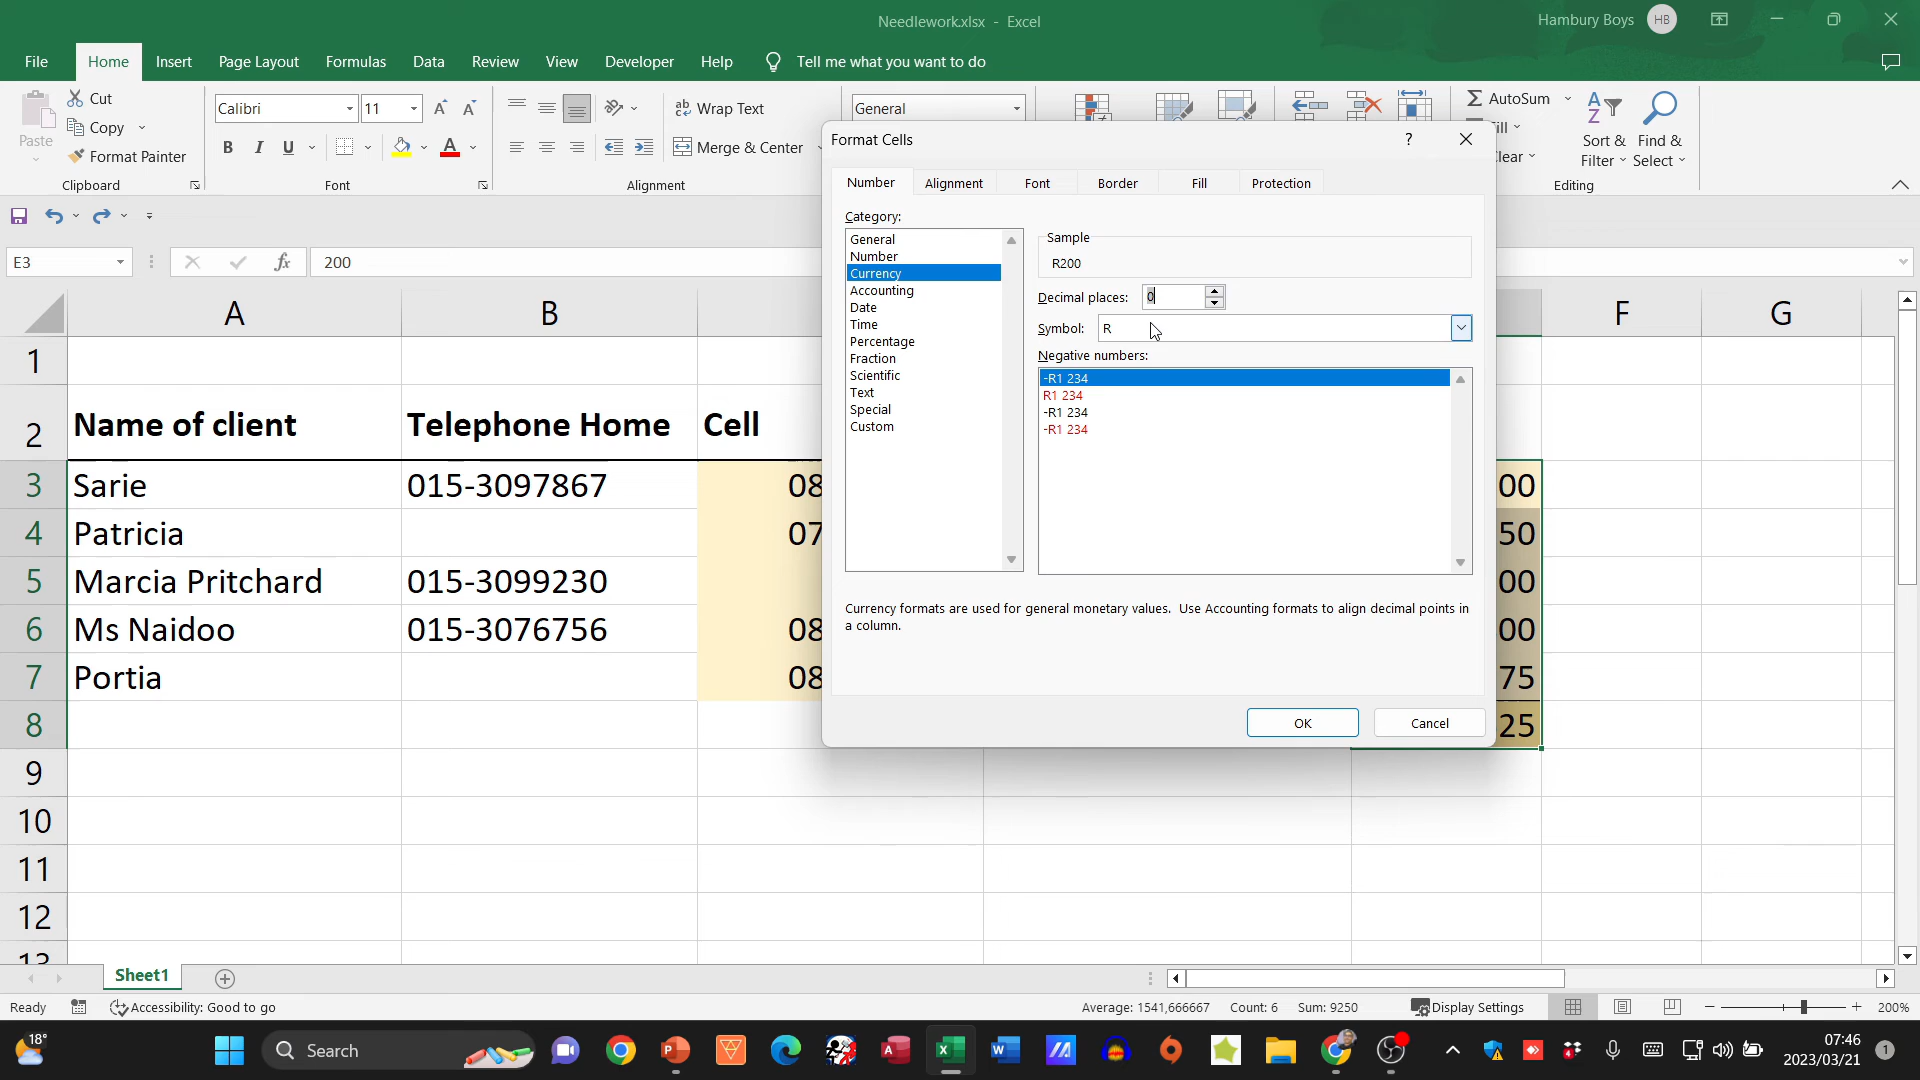 Needlework.xlsx - Excel
Hambury Boys HB
File Home Insert Page Layout Formulas Data Review View Developer Help Tell me what you want to do
Paste
Cut
Copy
Format Painter
Clipboard
Calibri 11
B I U A
Font
Wrap Text
Merge & Center
Alignment
General
AutoSum
Sort & Filter
Find & Select
Editing
E3 fx 200
A B F G
1
2 Name of client Telephone Home Cell
3 Sarie 015-3097867 08 00
4 Patricia 07 50
5 Marcia Pritchard 015-3099230 00
6 Ms Naidoo 015-3076756 08 00
7 Portia 08 75
8 25
9
10
11
12
13
Format Cells ?
Number Alignment Font Border Fill Protection
Category:
General
Number
Currency
Accounting
Date
Time
Percentage
Fraction
Scientific
Text
Special
Custom
Sample
R200
Decimal places: 0
Symbol: R
Negative numbers:
-R1 234
R1 234
-R1 234
-R1 234
Currency formats are used for general monetary values. Use Accounting formats to align decimal points in
a column.
OK Cancel
Sheet1
Ready Accessibility: Good to go Average: 1541,666667 Count: 6 Sum: 9250 Display Settings 200%
18° Search 07:46
2023/03/21 1